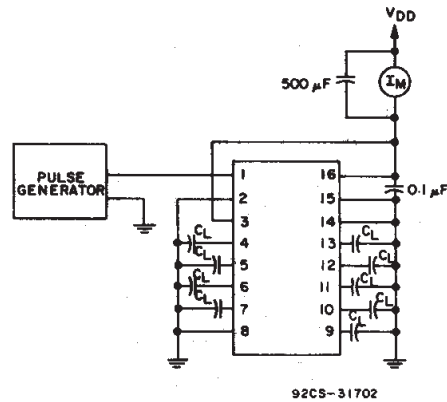 VDD
500 µF
IM
PULSE
GENERATOR
1 16
2 15
0.1 µF
3 14
CL 4 13 CL
CL 5 12 CL
CL 6 11 CL
CL 7 10 CL
8 9 CL
92CS-31702